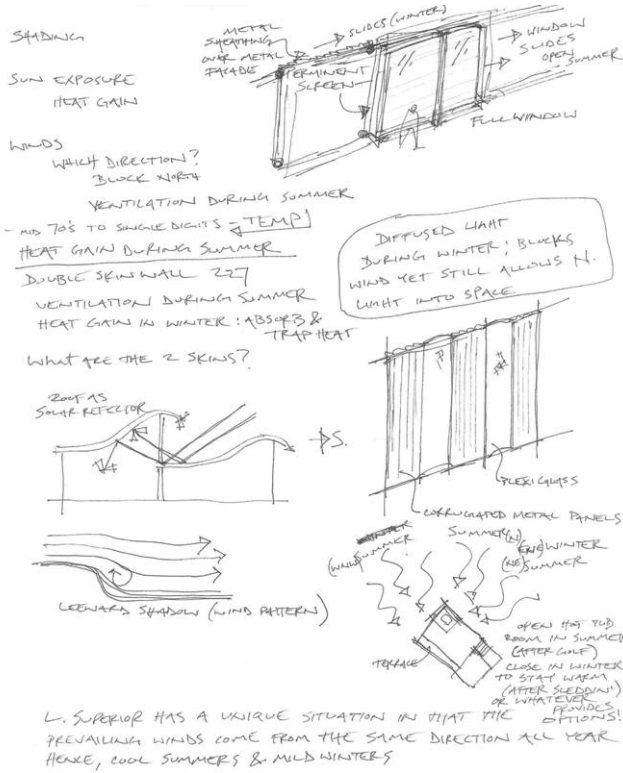 SHADING
SUN EXPOSURE
HEAT GAIN
WINDS
WHICH DIRECTION?
BLOCK NORTH
VENTILATION DURING SUMMER
- MID 70'S TO SINGLE DIGITS - TEMP
HEAT GAIN DURING SUMMER
DOUBLE SKIN WALL 227
VENTILATION DURING SUMMER
HEAT GAIN IN WINTER: ABSORB &
TRAP HEAT
WHAT ARE THE 2 SKINS?
METAL
SHEATHING
OVER METAL
FACADE
SLIDES (WINTER)
PERMINENT
SCREEN
WINDOW
SLIDES
OPEN
SUMMER
FULL WINDOW
DIFFUSED LIGHT
DURING WINTER; BLOCKS
WIND YET STILL ALLOWS N.
LIGHT INTO SPACE
ROOF AS
SOLAR REFLECTOR
S.
PLEXIGLASS
CORRUGATED METAL PANELS
LEEWARD SHADOW (WIND PATTERN)
(WNW) SUMMER
SUMMER (N)
(ENE) WINTER
(NE) SUMMER
TERRACE
OPEN HOT TUB
ROOM IN SUMMER
(AFTER GOLF)
CLOSE IN WINTER
TO STAY WARM
(AFTER SLEDDIN')
OR WHATEVER
PROVIDES
OPTIONS!
L. SUPERIOR HAS A UNIQUE SITUATION IN THAT THE
PREVAILING WINDS COME FROM THE SAME DIRECTION ALL YEAR
HENCE, COOL SUMMERS & MILD WINTERS